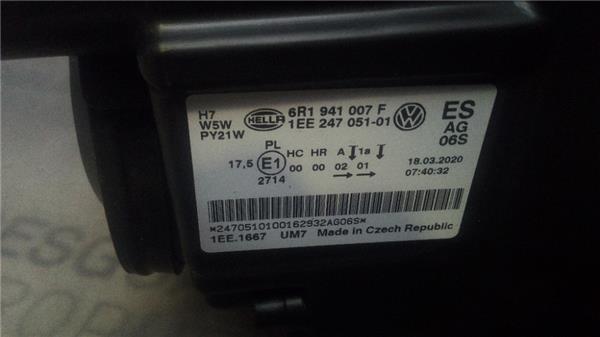 H7
W5W
PY21W
HELLA
6R1 941 007 F
1EE 247 051-01
ES
AG
06S
PL
17,5 E1
2714
HC HR A 1a
00 00 02 01
18.03.2020
07:40:32
*2470510100162932AG06S*
1EE.1667 UM7 Made in Czech Republic